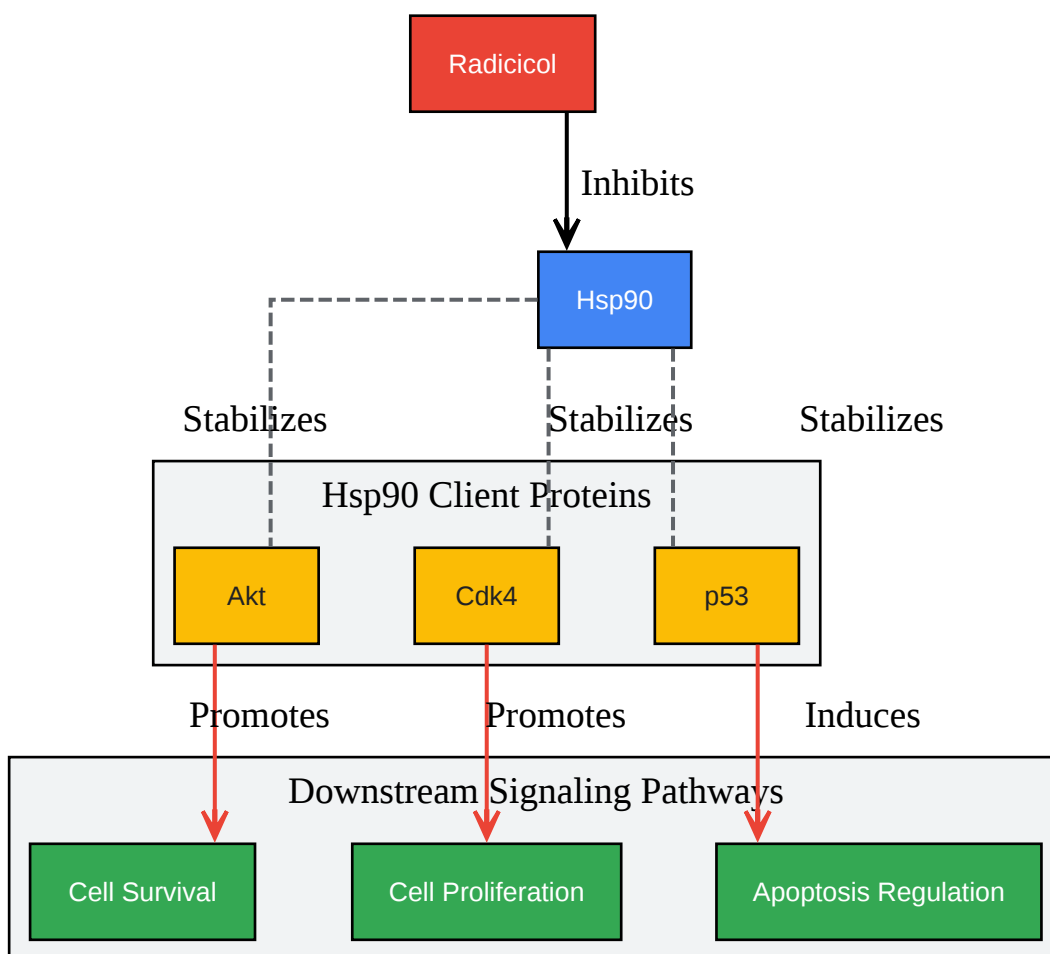 Radicicol
Inhibits
Hsp90
Stabilizes
Stabilizes
Stabilizes
Hsp90 Client Proteins
Akt
Cdk4
p53
Promotes
Promotes
Induces
Downstream Signaling Pathways
Cell Survival
Cell Proliferation
Apoptosis Regulation